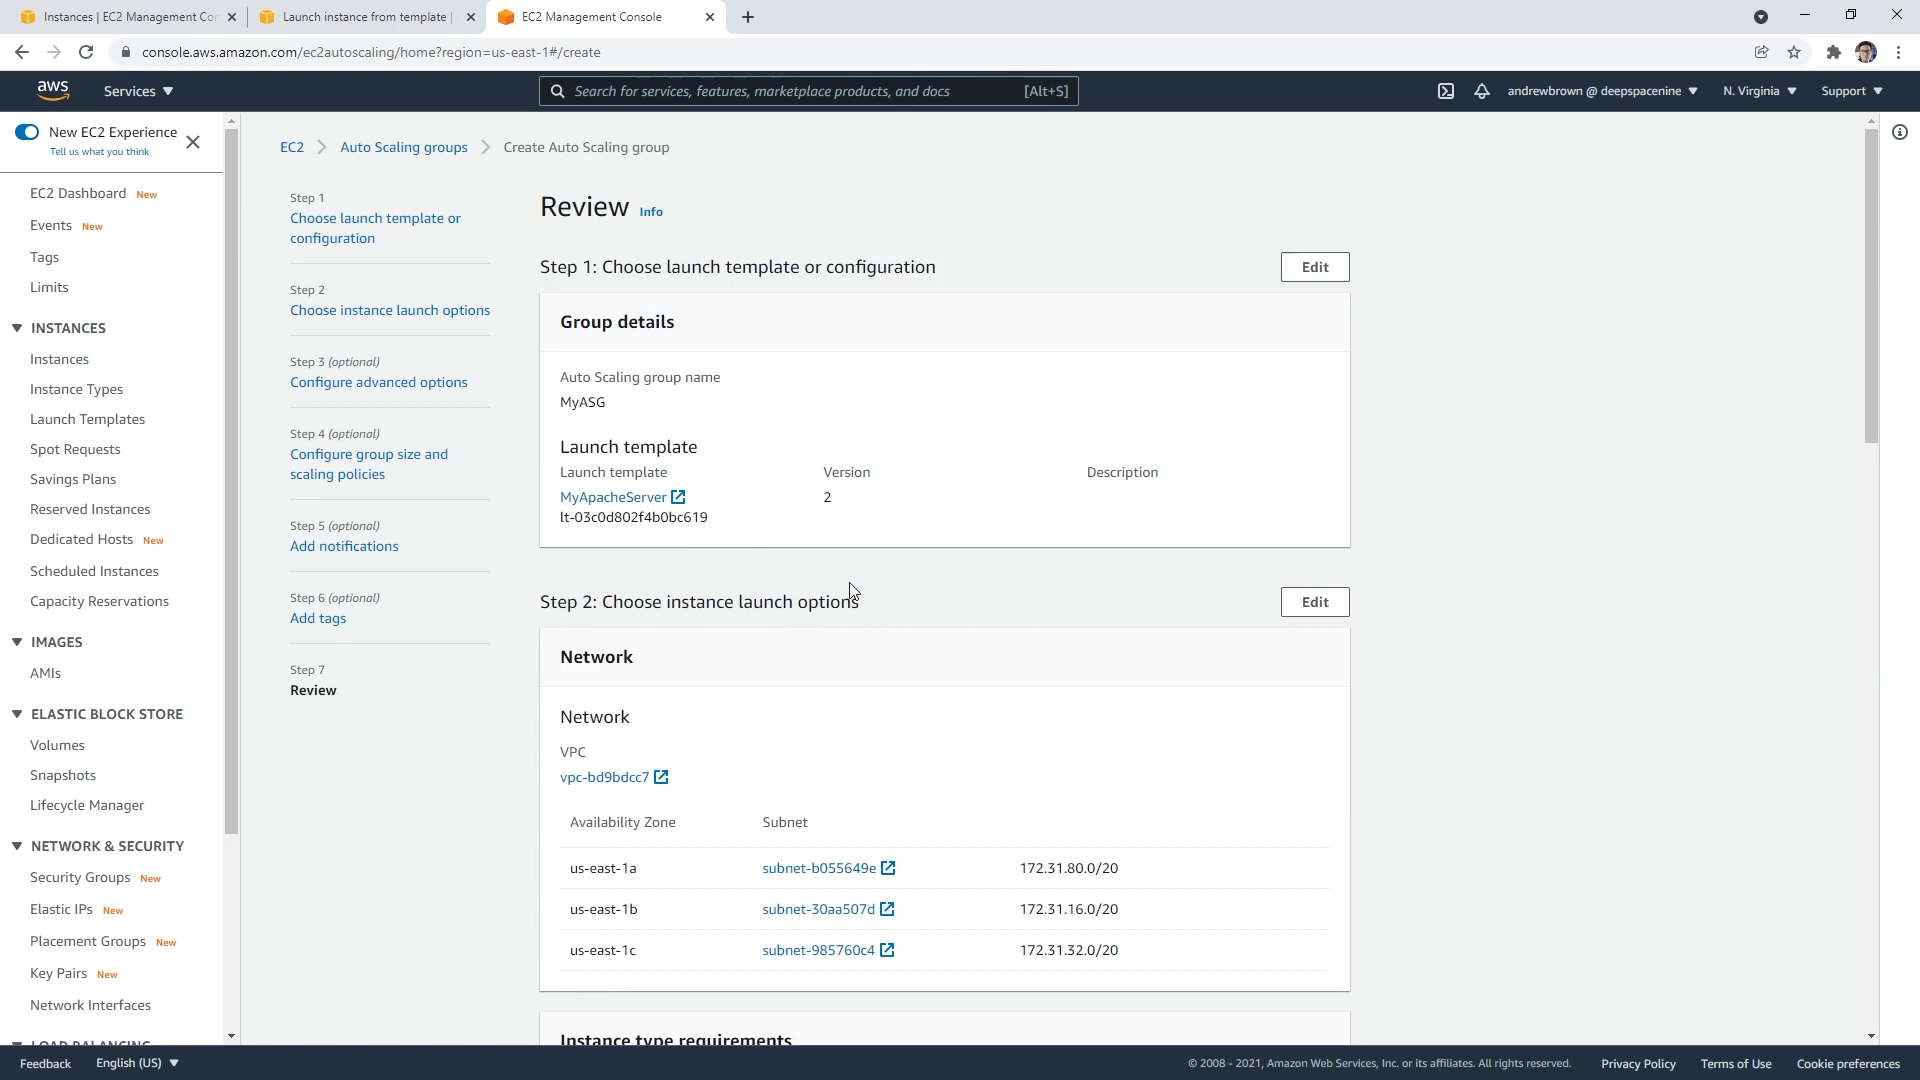 Instances | EC2 Management Con
Launch instance from template |
EC2 Management Console
console.aws.amazon.com/ec2autoscaling/home?region=us-east-1#/create
aws
Services
Search for services, features, marketplace products, and docs
[Alt+S]
andrewbrown @ deepspacenine
N. Virginia
Support
New EC2 Experience
Tell us what you think
EC2 Dashboard New
Events New
Tags
Limits
INSTANCES
Instances
Instance Types
Launch Templates
Spot Requests
Savings Plans
Reserved Instances
Dedicated Hosts New
Scheduled Instances
Capacity Reservations
IMAGES
AMIs
ELASTIC BLOCK STORE
Volumes
Snapshots
Lifecycle Manager
NETWORK & SECURITY
Security Groups New
Elastic IPs New
Placement Groups New
Key Pairs New
Network Interfaces
LOAD BALANCING
EC2
Auto Scaling groups
Create Auto Scaling group
Step 1
Choose launch template or
configuration
Step 2
Choose instance launch options
Step 3 (optional)
Configure advanced options
Step 4 (optional)
Configure group size and
scaling policies
Step 5 (optional)
Add notifications
Step 6 (optional)
Add tags
Step 7
Review
Review Info
Step 1: Choose launch template or configuration
Edit
Group details
Auto Scaling group name
MyASG
Launch template
Launch template Version Description
MyApacheServer 2
lt-03c0d802f4b0bc619
Step 2: Choose instance launch options
Edit
Network
Network
VPC
vpc-bd9bdcc7
Availability Zone Subnet
us-east-1a subnet-b055649e 172.31.80.0/20
us-east-1b subnet-30aa507d 172.31.16.0/20
us-east-1c subnet-985760c4 172.31.32.0/20
Instance type requirements
Feedback
English (US)
© 2008 - 2021, Amazon Web Services, Inc. or its affiliates. All rights reserved.
Privacy Policy
Terms of Use
Cookie preferences